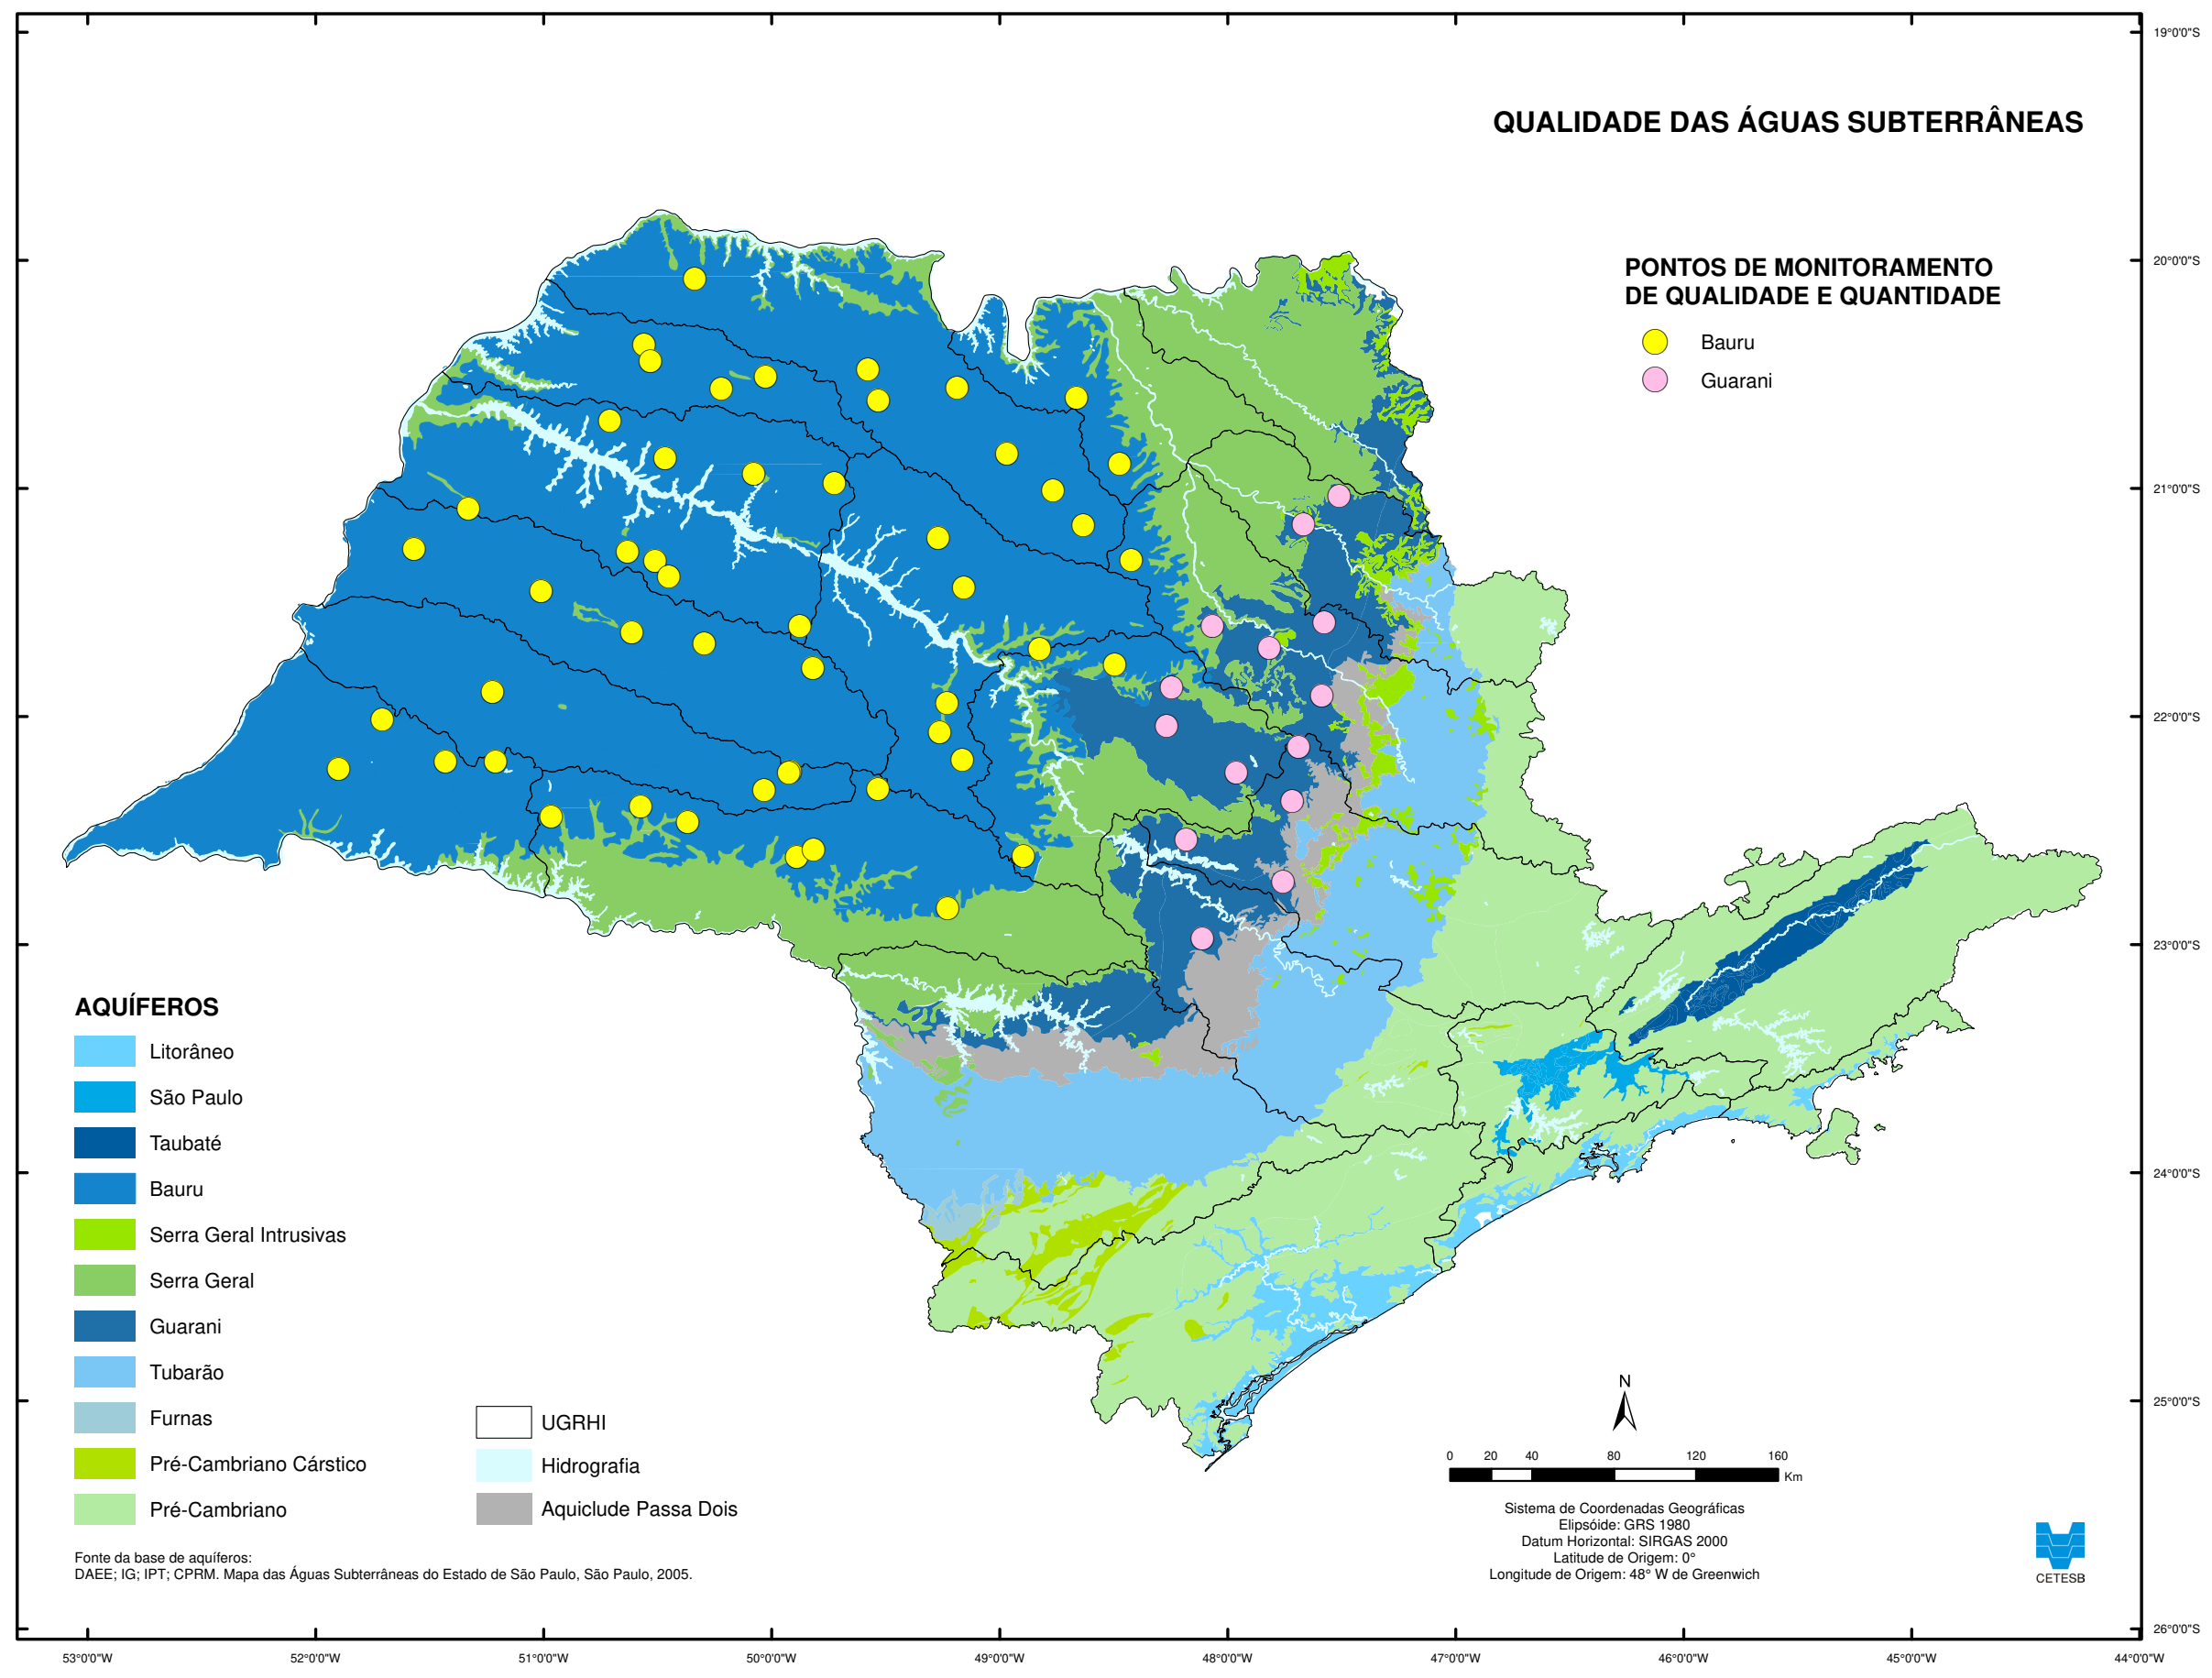 QUALIDADE DAS ÁGUAS SUBTERRÂNEAS
PONTOS DE MONITORAMENTO
DE QUALIDADE E QUANTIDADE
Bauru
Guarani
19°0'0"S
20°0'0"S
21°0'0"S
22°0'0"S
23°0'0"S
24°0'0"S
25°0'0"S
26°0'0"S
AQUÍFEROS
Litorâneo
São Paulo
Taubaté
Bauru
Serra Geral Intrusivas
Serra Geral
Guarani
Tubarão
Furnas
Pré-Cambriano Cárstico
Pré-Cambriano
UGRHI
Hidrografia
Aquiclude Passa Dois
Fonte da base de aquíferos:
DAEE; IG; IPT; CPRM. Mapa das Águas Subterrâneas do Estado de São Paulo, São Paulo, 2005.
N
0 20 40 80 120 160
Km
Sistema de Coordenadas Geográficas
Elipsóide: GRS 1980
Datum Horizontal: SIRGAS 2000
Latitude de Origem: 0°
Longitude de Origem: 48° W de Greenwich
CETESB
53°0'0"W 52°0'0"W 51°0'0"W 50°0'0"W 49°0'0"W 48°0'0"W 47°0'0"W 46°0'0"W 45°0'0"W 44°0'0"W